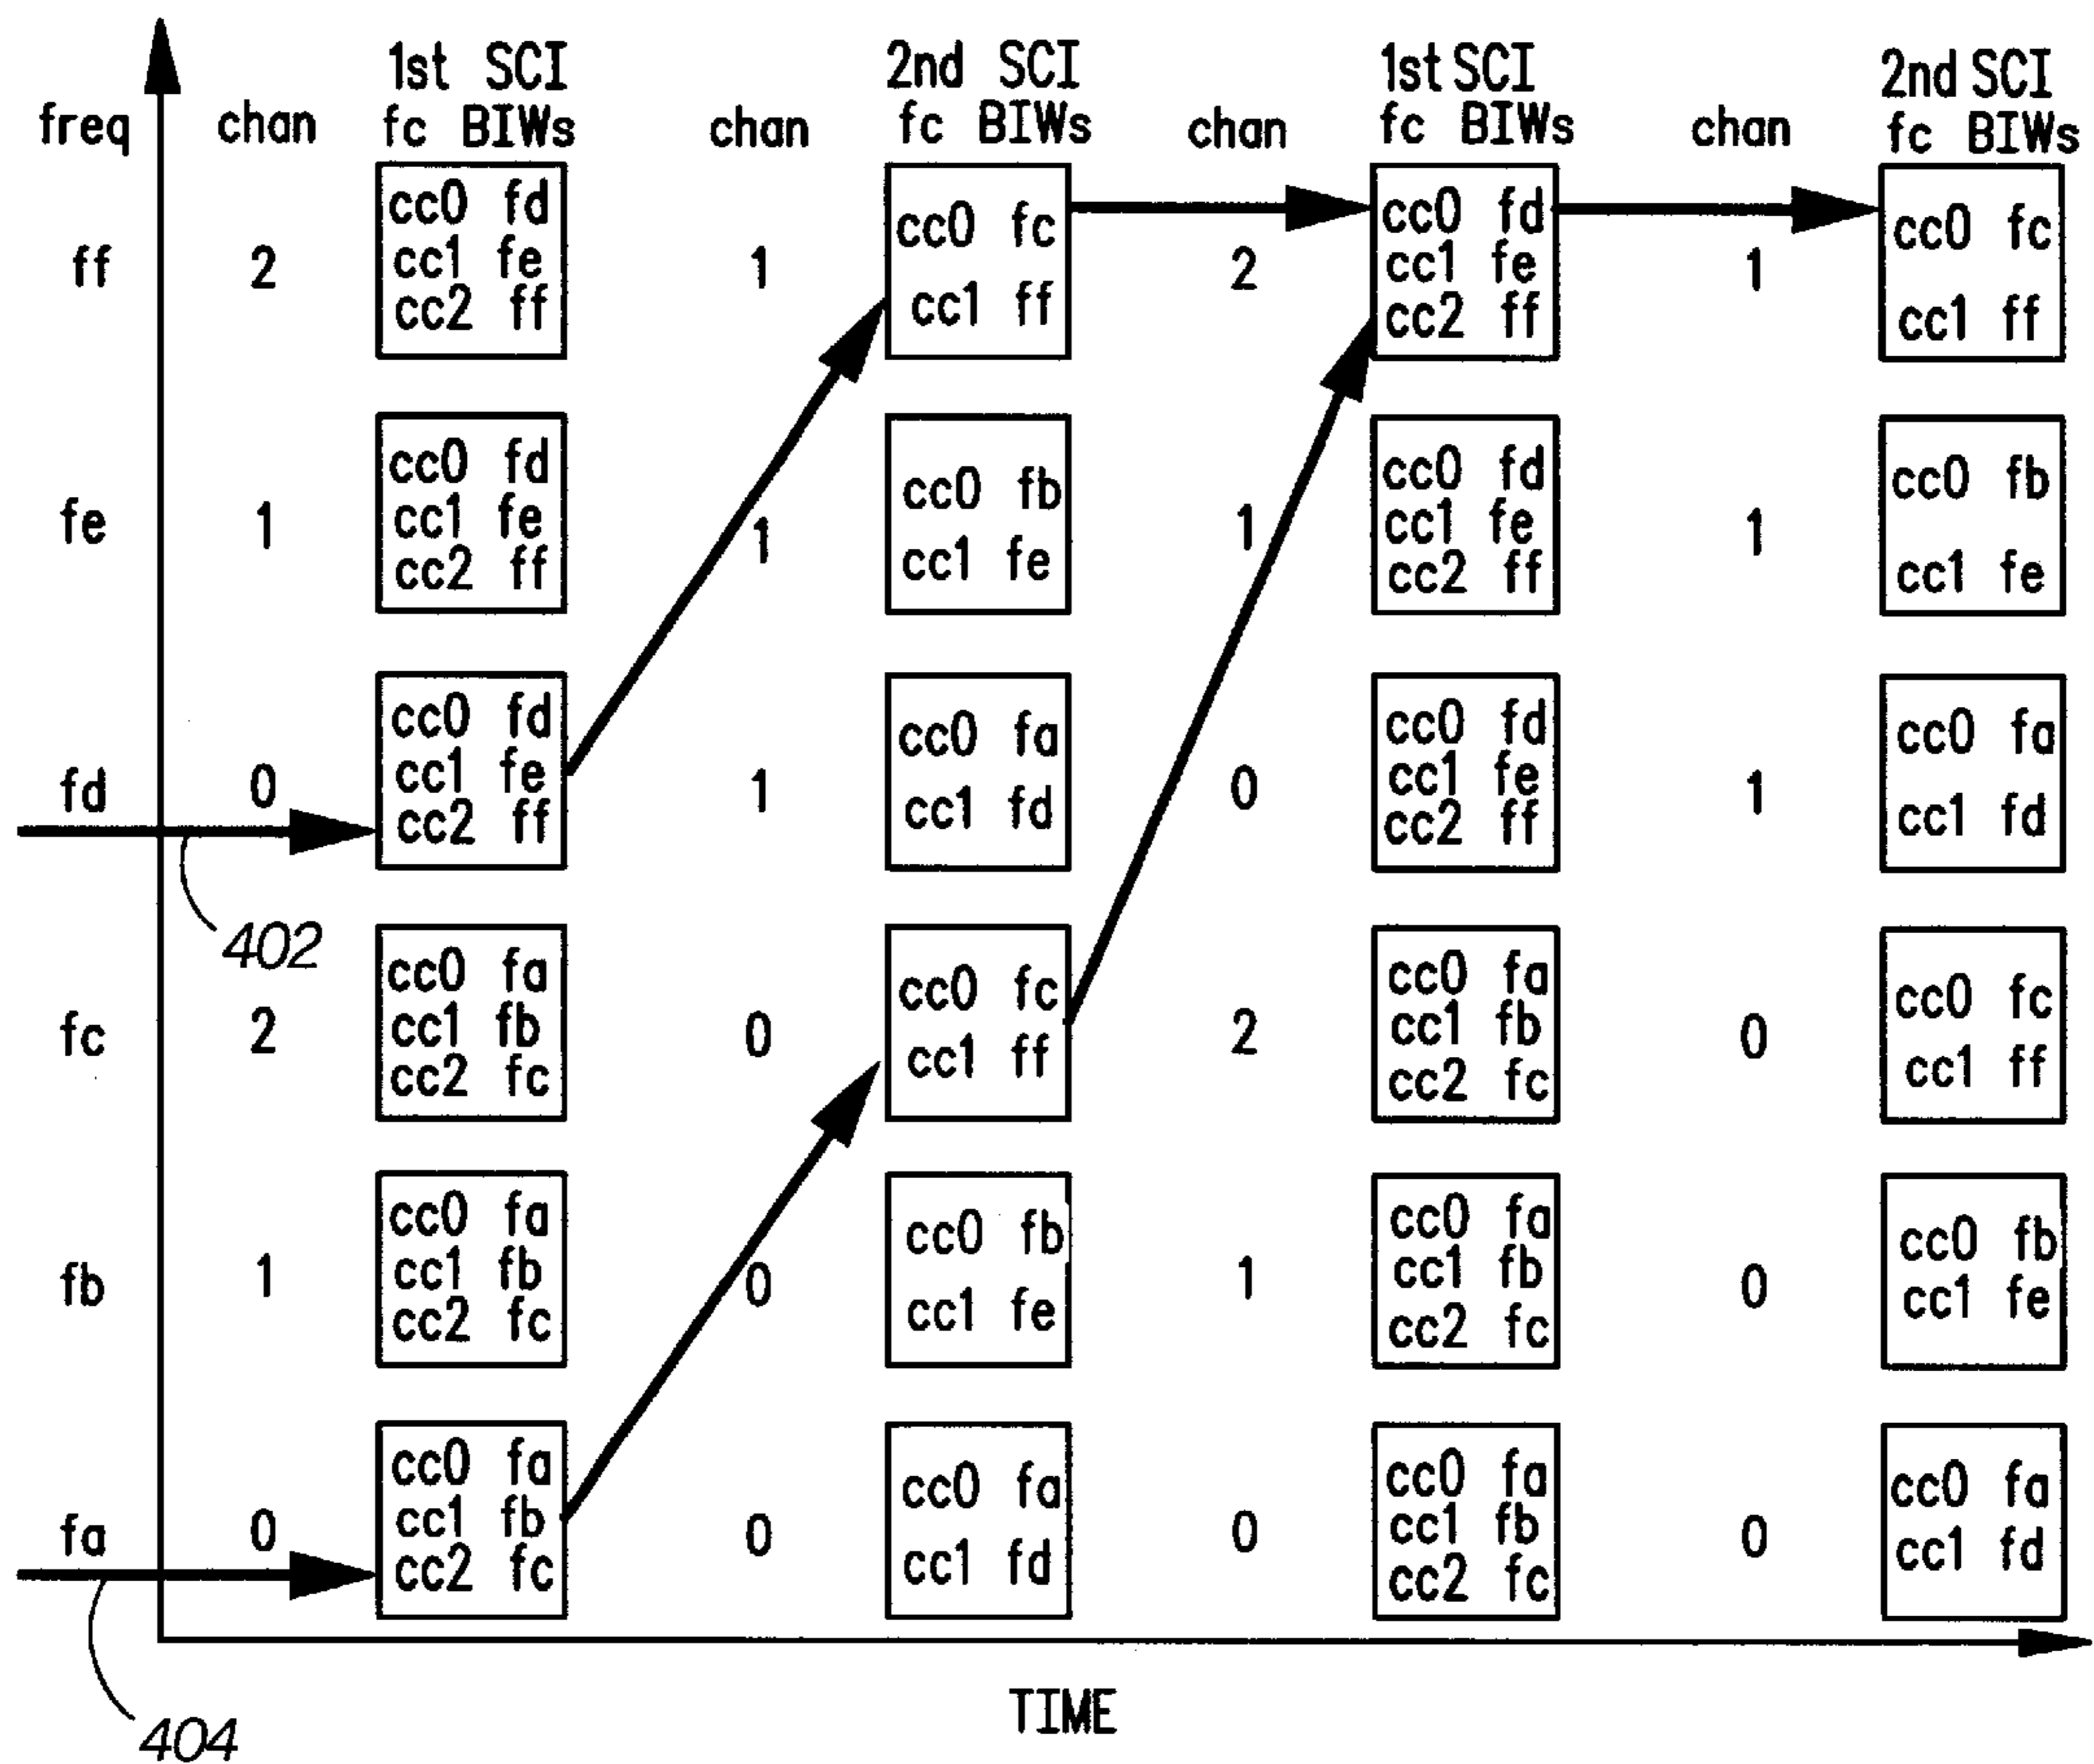 1st SCI 2nd SCI 1st SCI 2nd SCI
freq chan fc BIWs chan fc BIWs chan fc BIWs chan fc BIWs
cc0 fd cc0 fc cc0 fd cc0 fc
ff 2 cc1 fe 1 2 cc1 fe 1
cc2 ff cc1 ff cc2 ff cc1 ff
cc0 fd cc0 fb cc0 fd cc0 fb
fe 1 cc1 fe 1 1 cc1 fe 1
cc2 ff cc1 fe cc2 ff cc1 fe
cc0 fd cc0 fa cc0 fd cc0 fa
fd 0 cc1 fe 1 0 cc1 fe 1
cc2 ff cc1 fd cc2 ff cc1 fd
402
cc0 fa cc0 fc cc0 fa cc0 fc
fc 2 cc1 fb 0 2 cc1 fb 0
cc2 fc cc1 ff cc2 fc cc1 ff
cc0 fa cc0 fb cc0 fa cc0 fb
fb 1 cc1 fb 0 1 cc1 fb 0
cc2 fc cc1 fe cc2 fc cc1 fe
cc0 fa cc0 fa cc0 fa cc0 fa
fa 0 cc1 fb 0 0 cc1 fb 0
cc2 fc cc1 fd cc2 fc cc1 fd
TIME
404